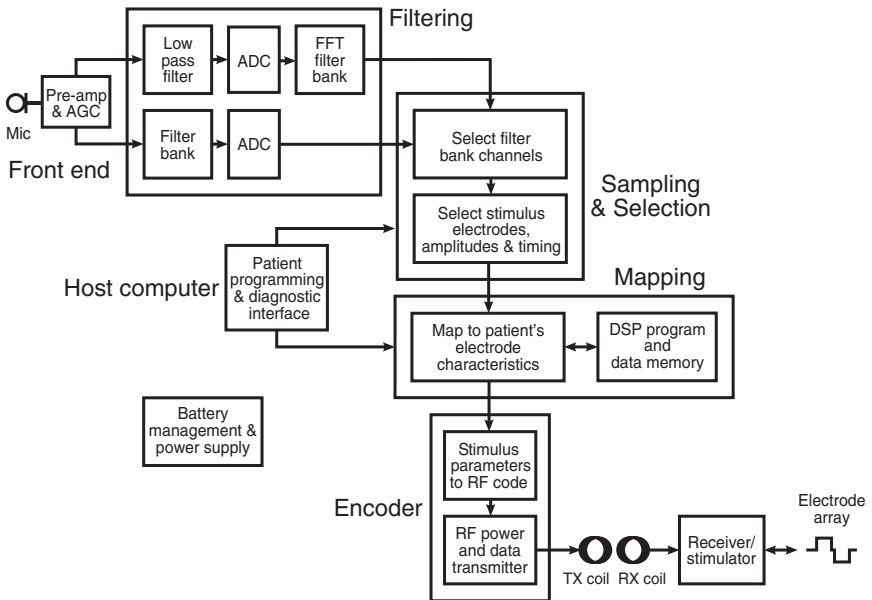 Filtering
Low
pass
filter
ADC
FFT
filter
bank
Pre-amp
& AGC
Mic
Front end
Filter
bank
ADC
Select filter
bank channels
Sampling
& Selection
Select stimulus
electrodes,
amplitudes & timing
Host computer
Patient
programming
& diagnostic
interface
Mapping
Map to patient’s
electrode
characteristics
DSP program
and
data memory
Battery
management &
power supply
Encoder
Stimulus
parameters
to RF code
RF power
and data
transmitter
TX coil
RX coil
Receiver/
stimulator
Electrode
array